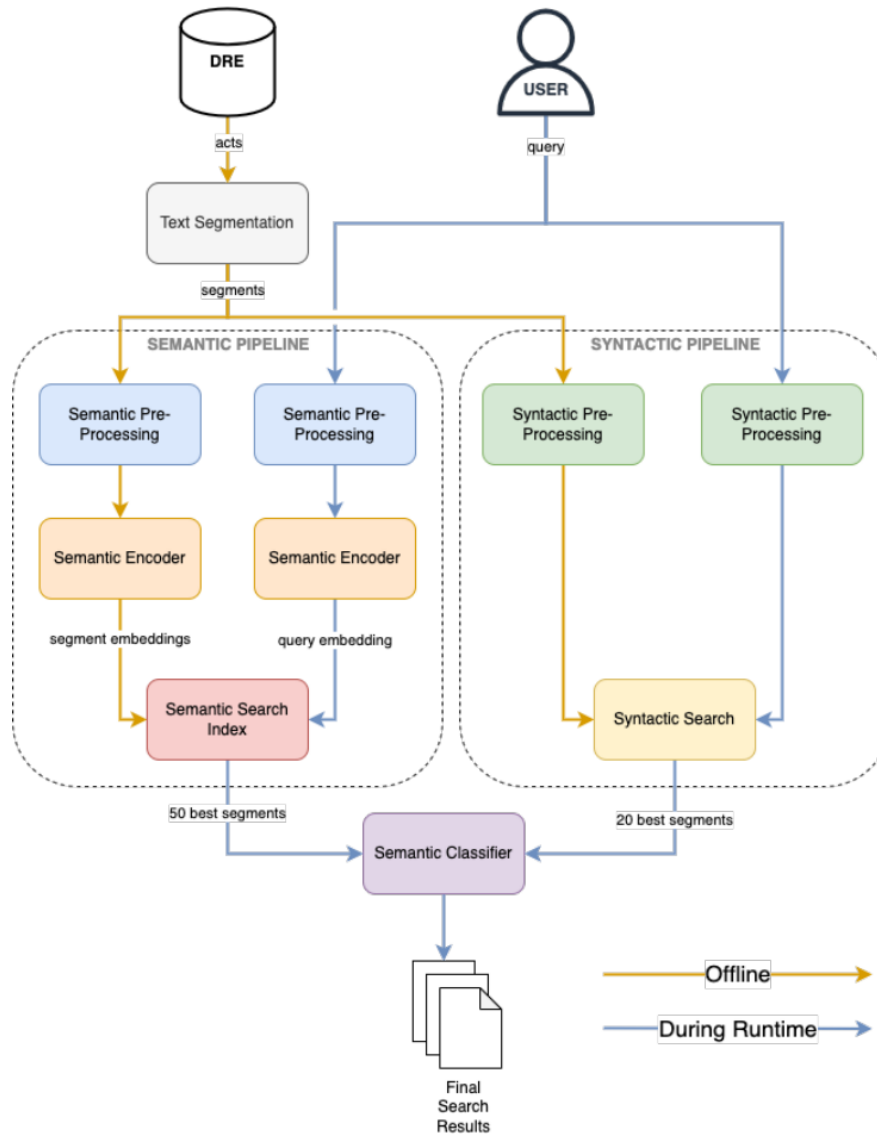 DRE
USER
acts
query
Text Segmentation
segments
SEMANTIC PIPELINE
SYNTACTIC PIPELINE
Semantic Pre-
Processing
Semantic Pre-
Processing
Syntactic Pre-
Processing
Syntactic Pre-
Processing
Semantic Encoder
Semantic Encoder
segment embeddings
query embedding
Semantic Search
Index
Syntactic Search
50 best segments
20 best segments
Semantic Classifier
Offline
During Runtime
Final
Search
Results